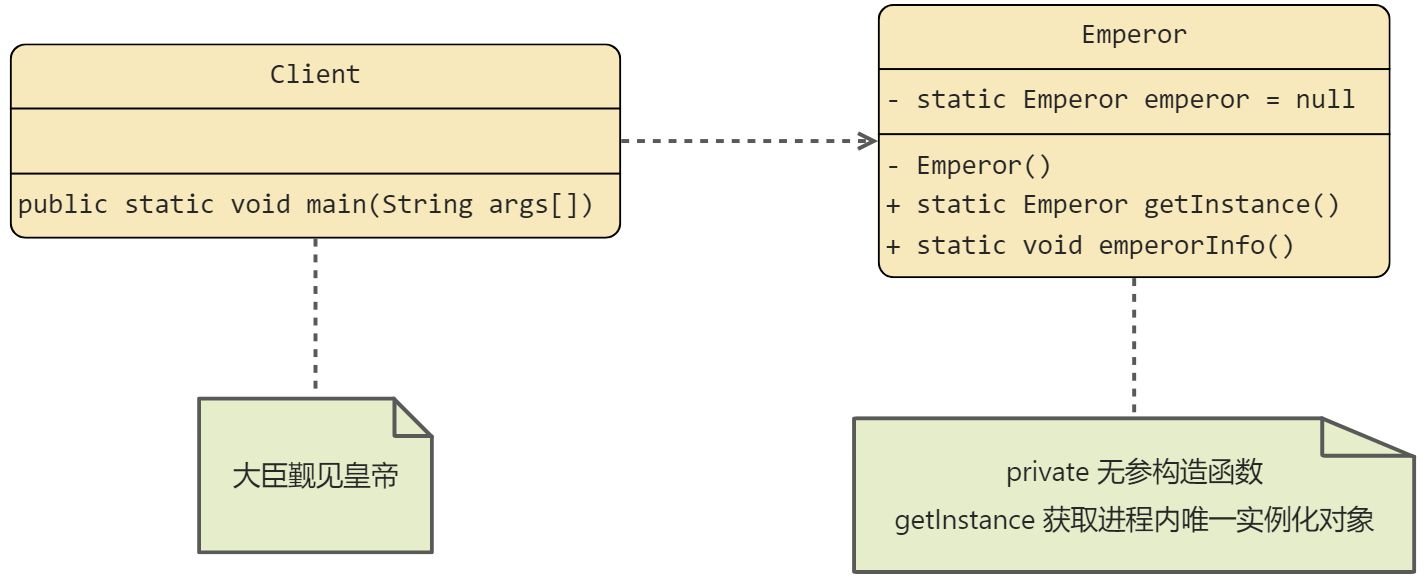 Client
public static void main(String args[])
大臣觐见皇帝
Emperor
- static Emperor emperor = null
- Emperor()
+ static Emperor getInstance()
+ static void emperorInfo()
private 无参构造函数
getInstance 获取进程内唯一实例化对象